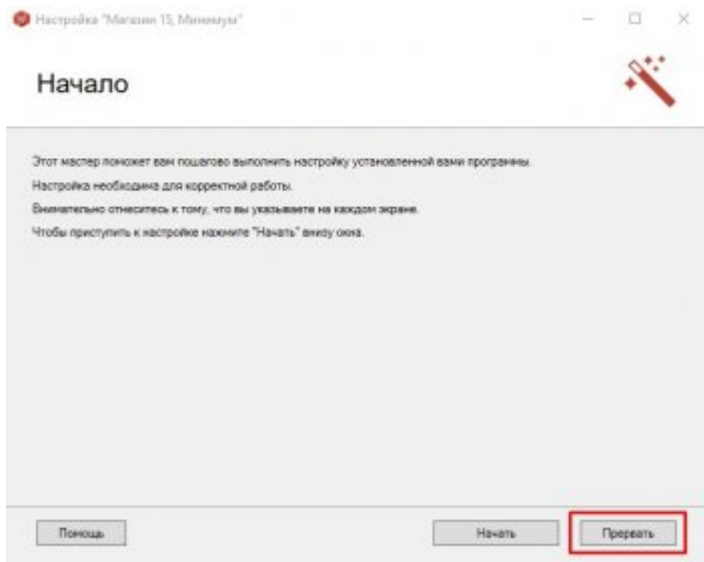 Настройка "Магазин 15, Минимум"
Начало
Этот мастер поможет вам пошагово выполнить настройку установленной вами программы.
Настройка необходима для корректной работы.
Внимательно отнеситесь к тому, что вы указываете на каждом экране.
Чтобы приступить к настройке нажмите "Начать" внизу окна.
Помощь
Начать
Прервать